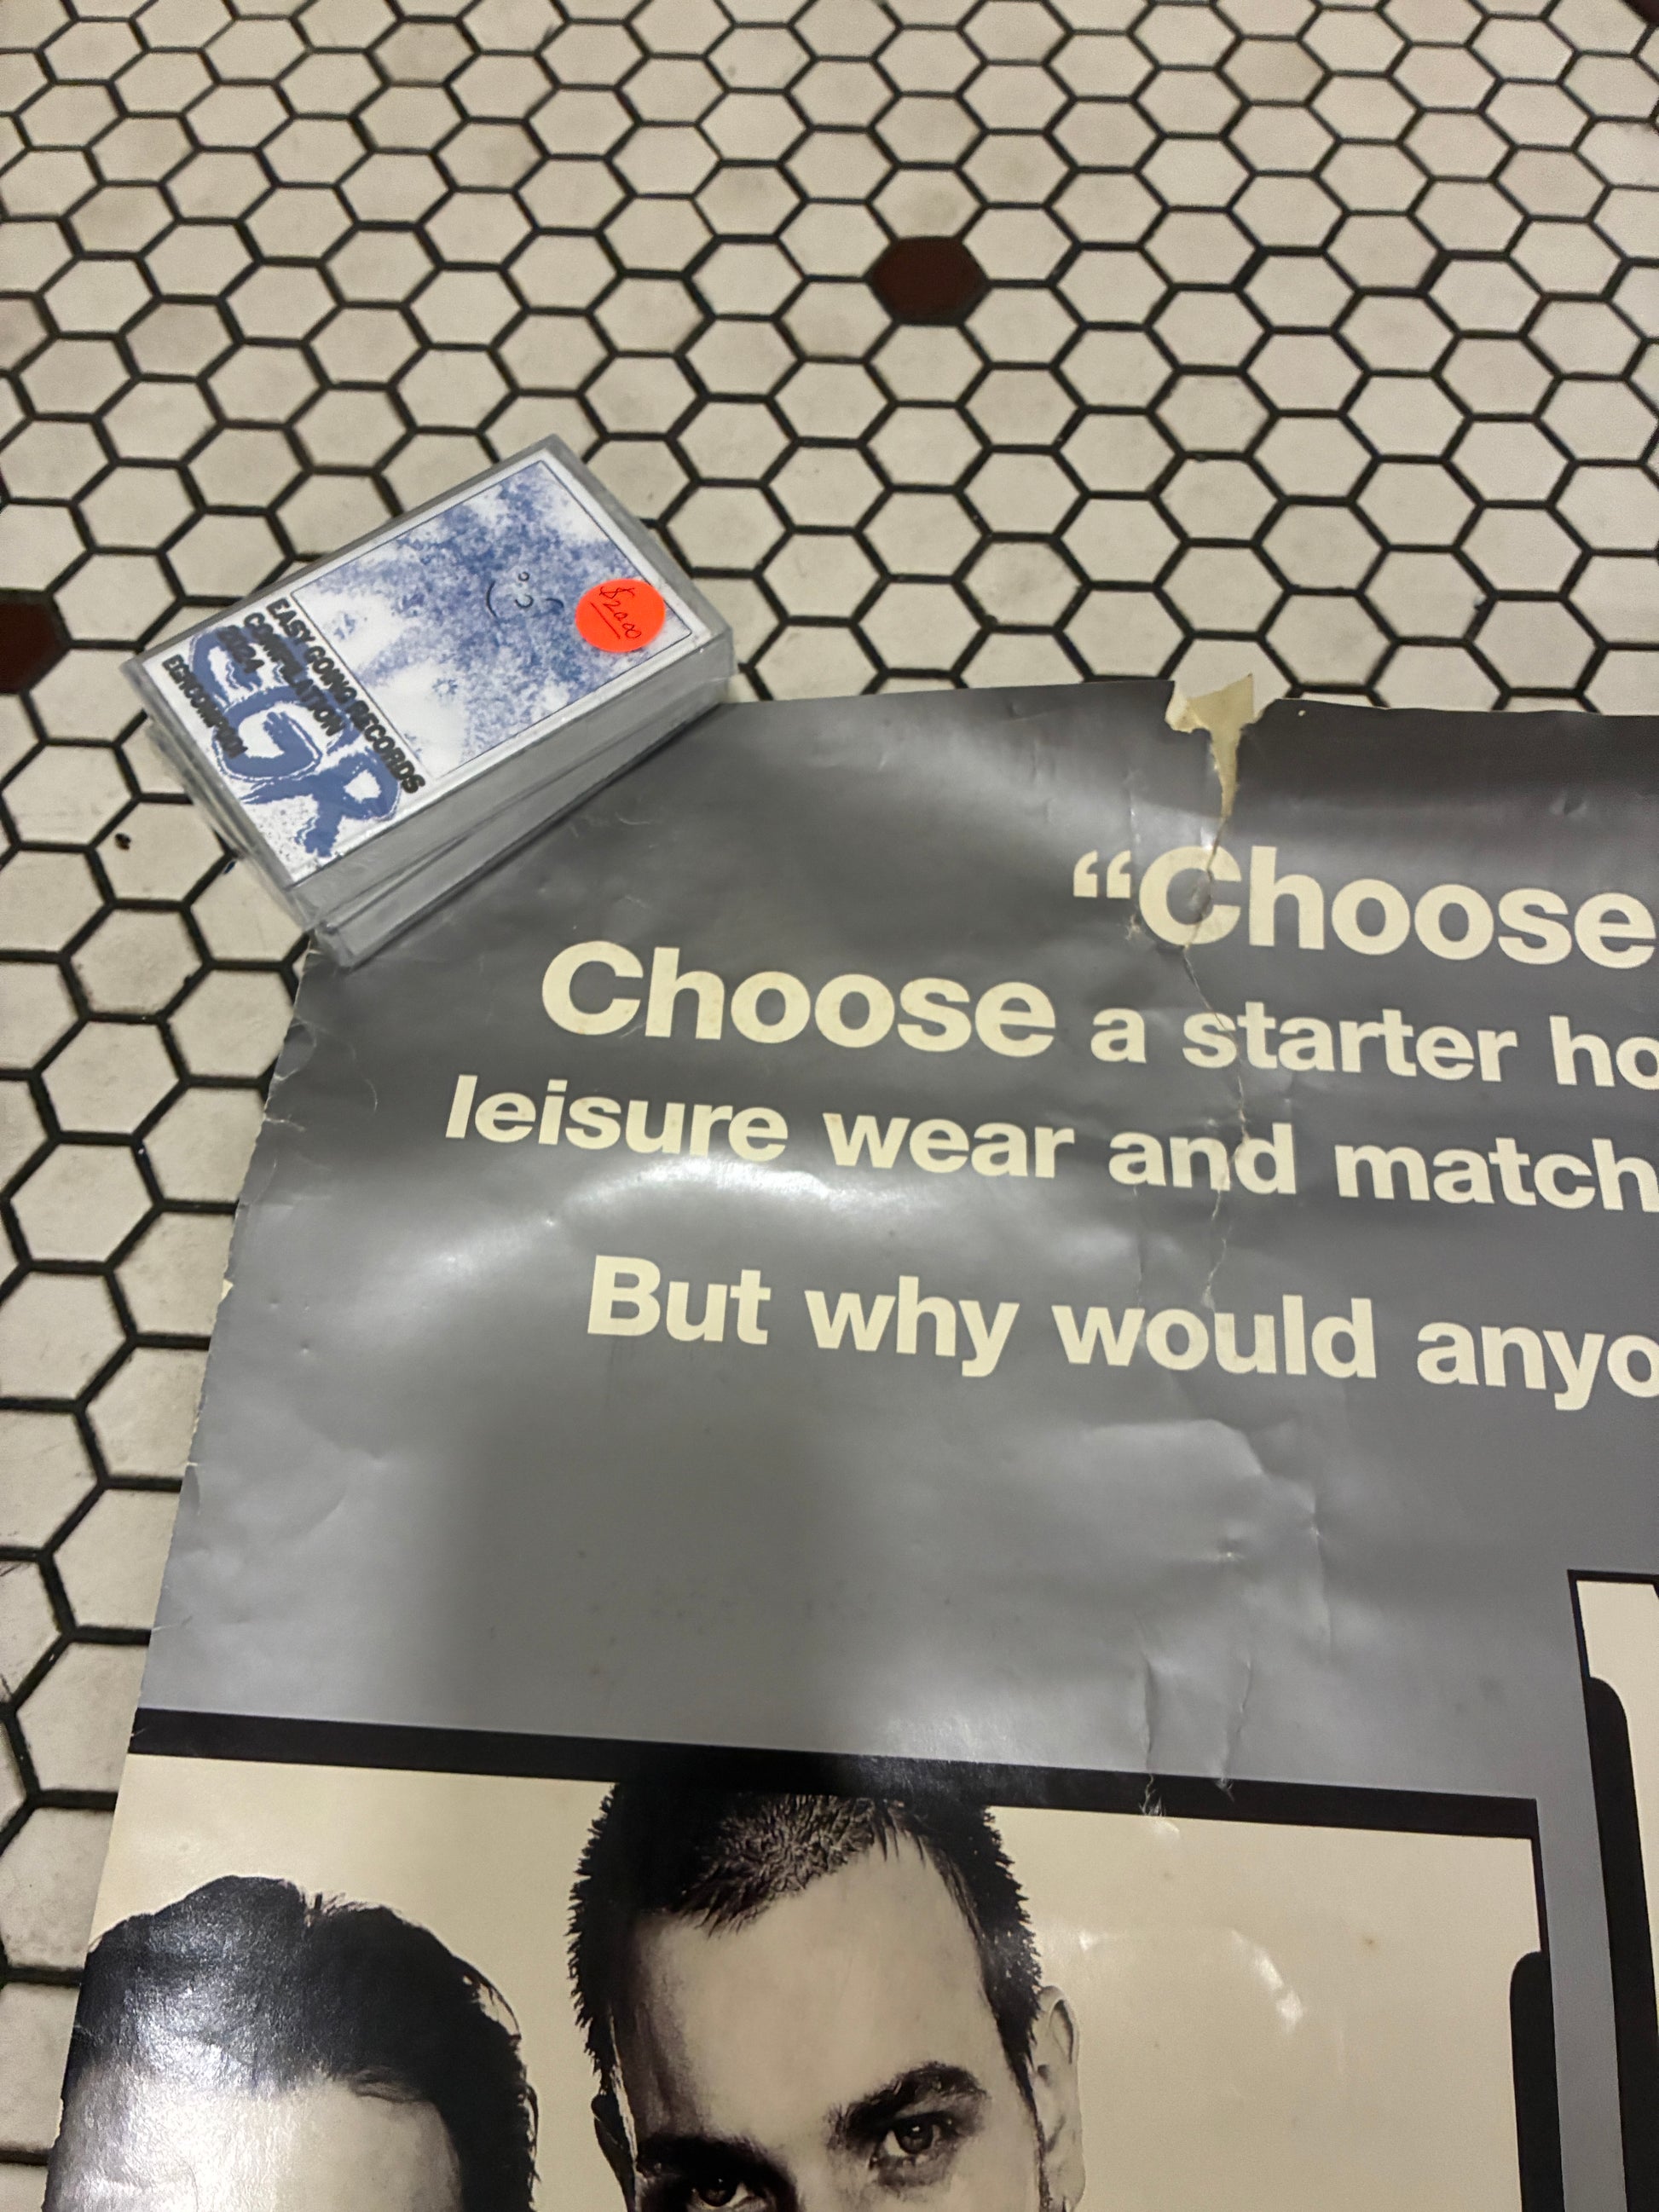 $20.00
EASY GOING RECORDS
COMPILATION
2024
EGR
“Choose
Choose a starter ho
leisure wear and match
But why would anyo